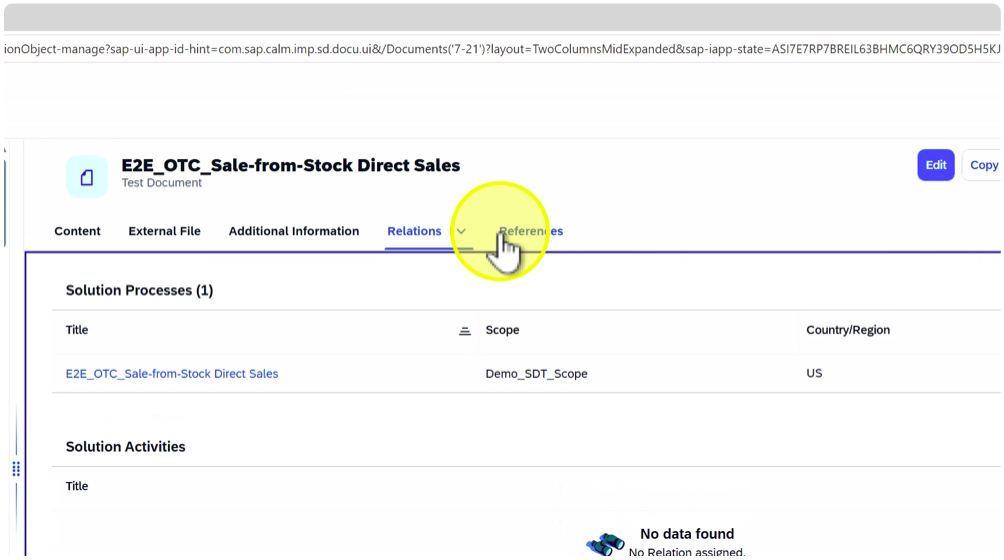 ionObject-manage?sap-ui-app-id-hint=com.sap.calm.imp.sd.docu.ui&/Documents('7-21')?layout=TwoColumnsMidExpanded&sap-iapp-state=ASI7E7RP7BREIL63BHMC6QRY39OD5H5KJ
E2E_OTC_Sale-from-Stock Direct Sales
Test Document
Edit
Copy
Content External File Additional Information Relations References
Solution Processes (1)
Title Scope Country/Region
E2E_OTC_Sale-from-Stock Direct Sales Demo_SDT_Scope US
Solution Activities
Title
No data found
No Relation assigned.